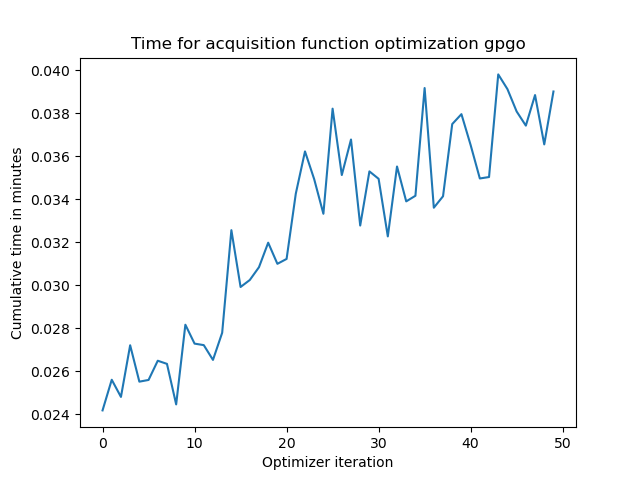 Time for acquisition function optimization gpgo
0.040
0.038
0.036
0.034
0.032
0.030
0.028
0.026
0.024
Cumulative time in minutes
0 10 20 30 40 50
Optimizer iteration